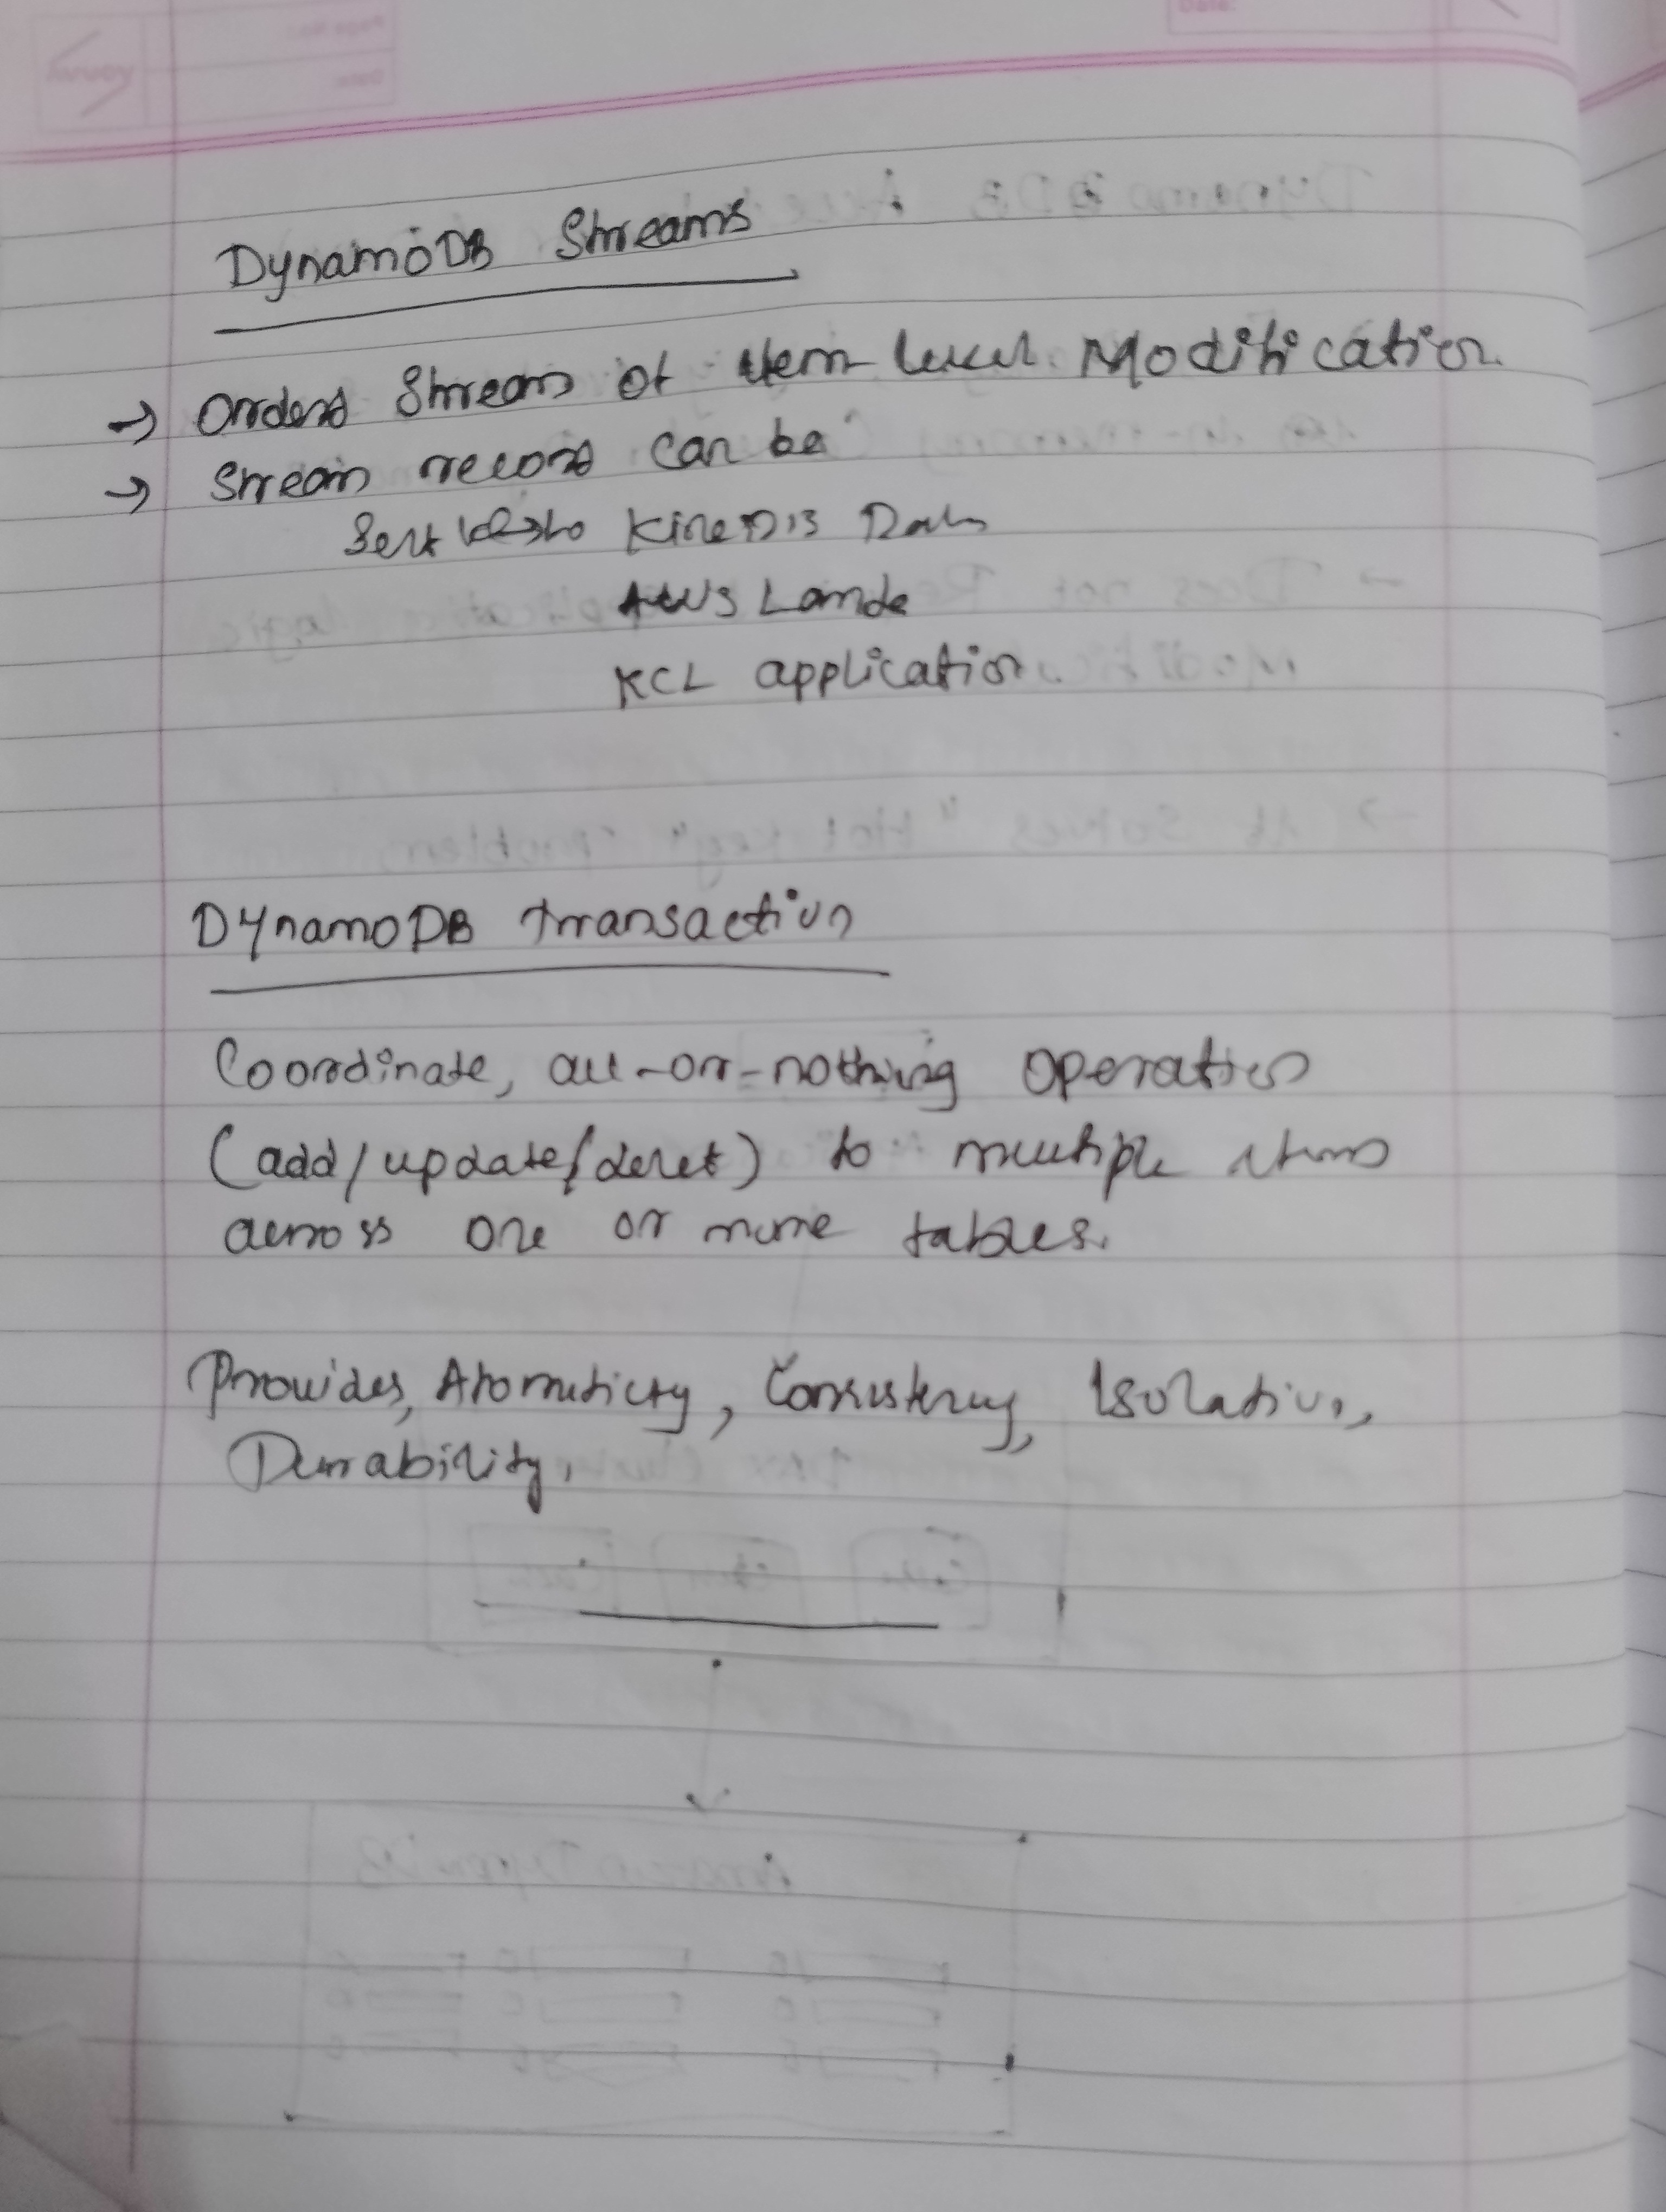 DynamoDB Streams
→ Orderd Stream of item level Modification.
→ Stream record can be
Sent to Kinesis Data
AWS Lamda
KCL application.
DynamoDB transaction
Coordinate, all-or-nothing operation
(add/update/delet) to multiple items
across one or more tables.
Provides, Atomicity, Consistency, Isolation,
Durability,